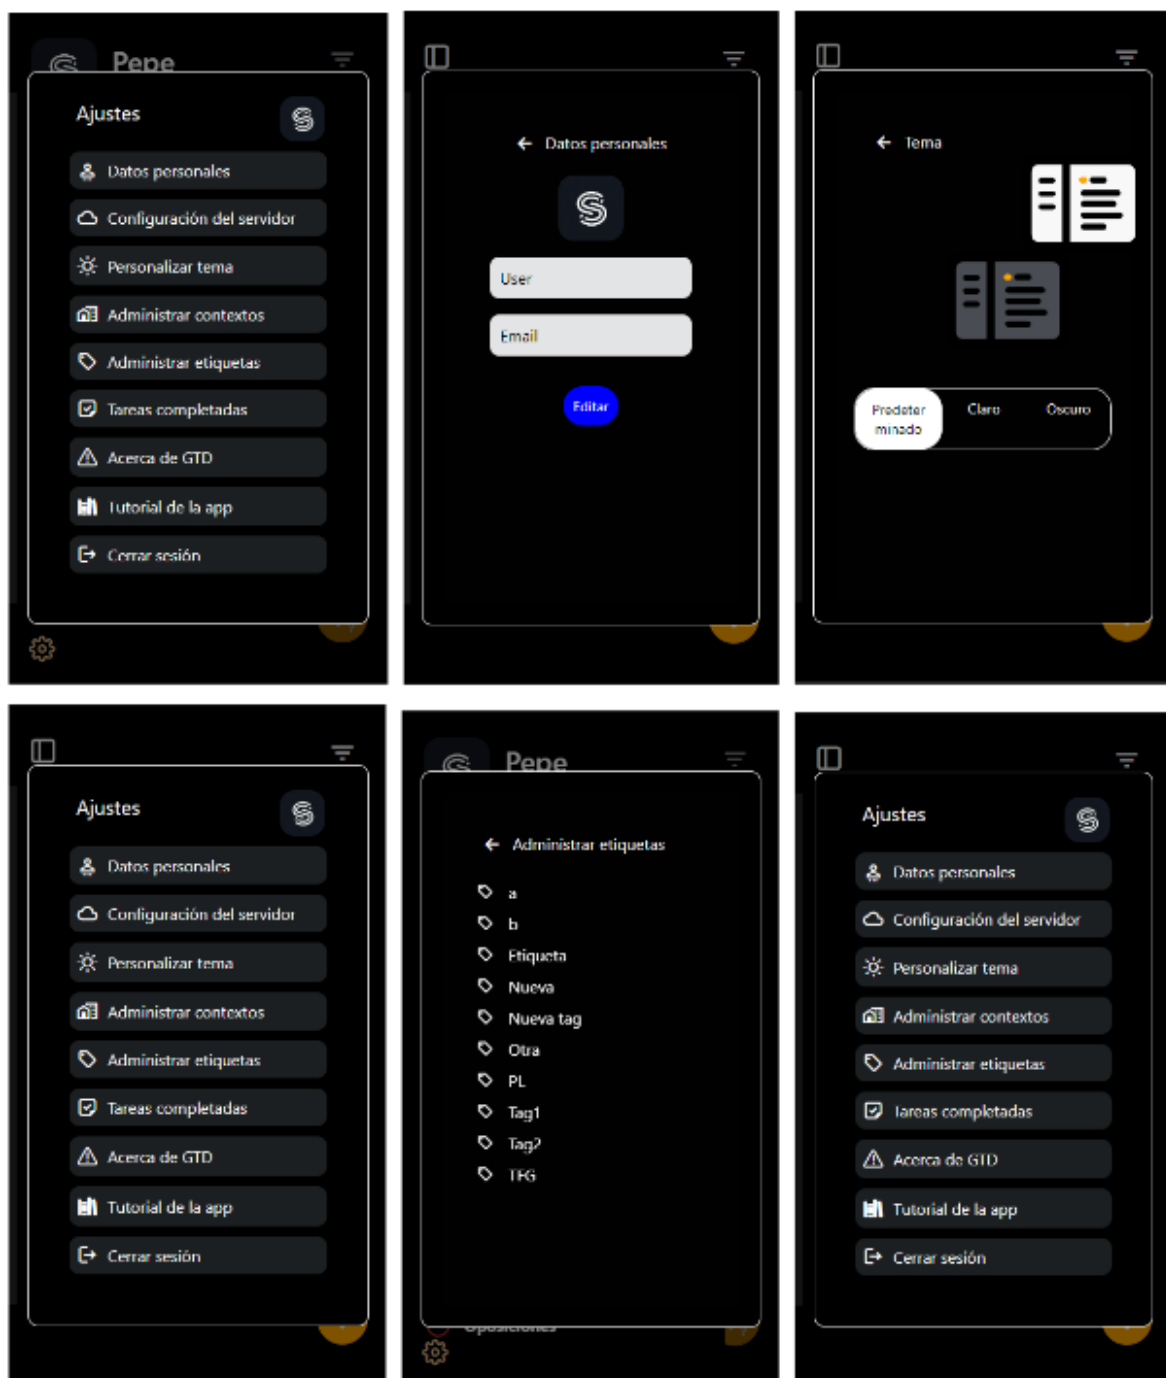 Pepe
Ajustes
Datos personales
Configuración del servidor
Personalizar tema
Administrar contextos
Administrar etiquetas
Tareas completadas
Acerca de GTD
Tutorial de la app
Cerrar sesión
Datos personales
User
Email
Editar
Tema
Predeter
minado
Claro
Oscuro
Ajustes
Datos personales
Configuración del servidor
Personalizar tema
Administrar contextos
Administrar etiquetas
Tareas completadas
Acerca de GTD
Tutorial de la app
Cerrar sesión
Pepe
Administrar etiquetas
a
b
Etiqueta
Nueva
Nueva tag
Otra
PL
Tag1
Tag2
TFG
Oposiciones
Ajustes
Datos personales
Configuración del servidor
Personalizar tema
Administrar contextos
Administrar etiquetas
Tareas completadas
Acerca de GTD
Tutorial de la app
Cerrar sesión